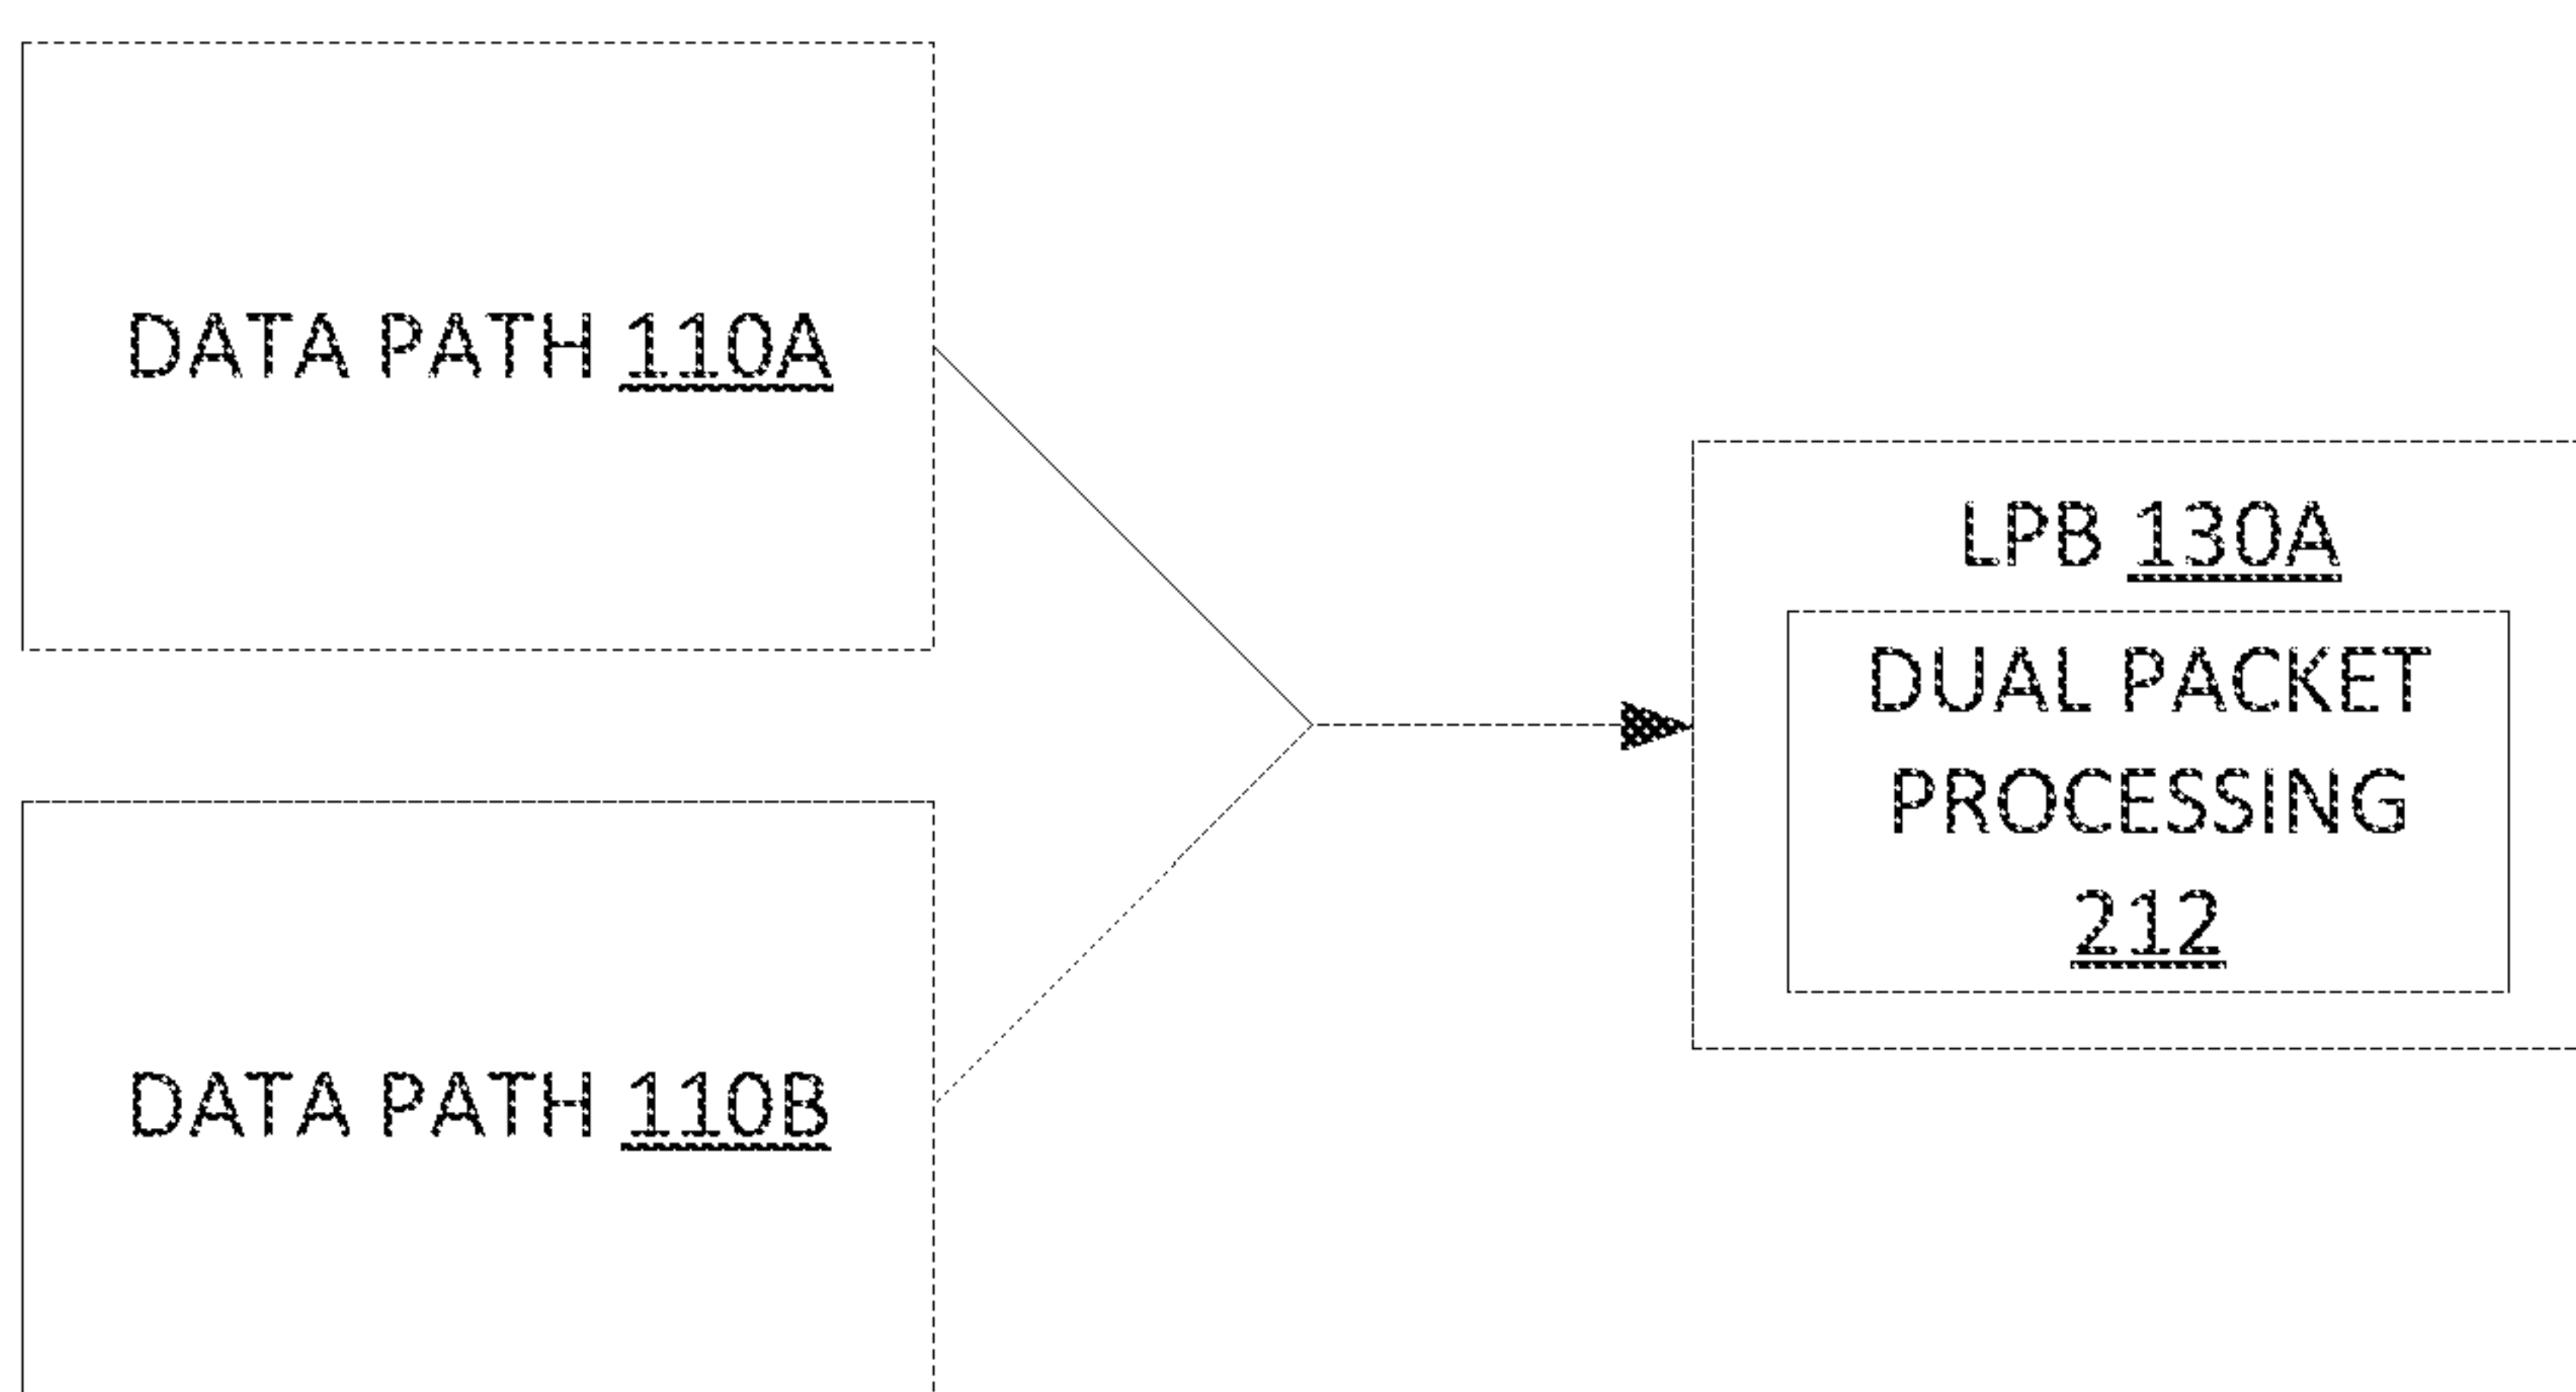 DATA PATH 110A
LPB 130A
DUAL PACKET
PROCESSING
212
DATA PATH 110B